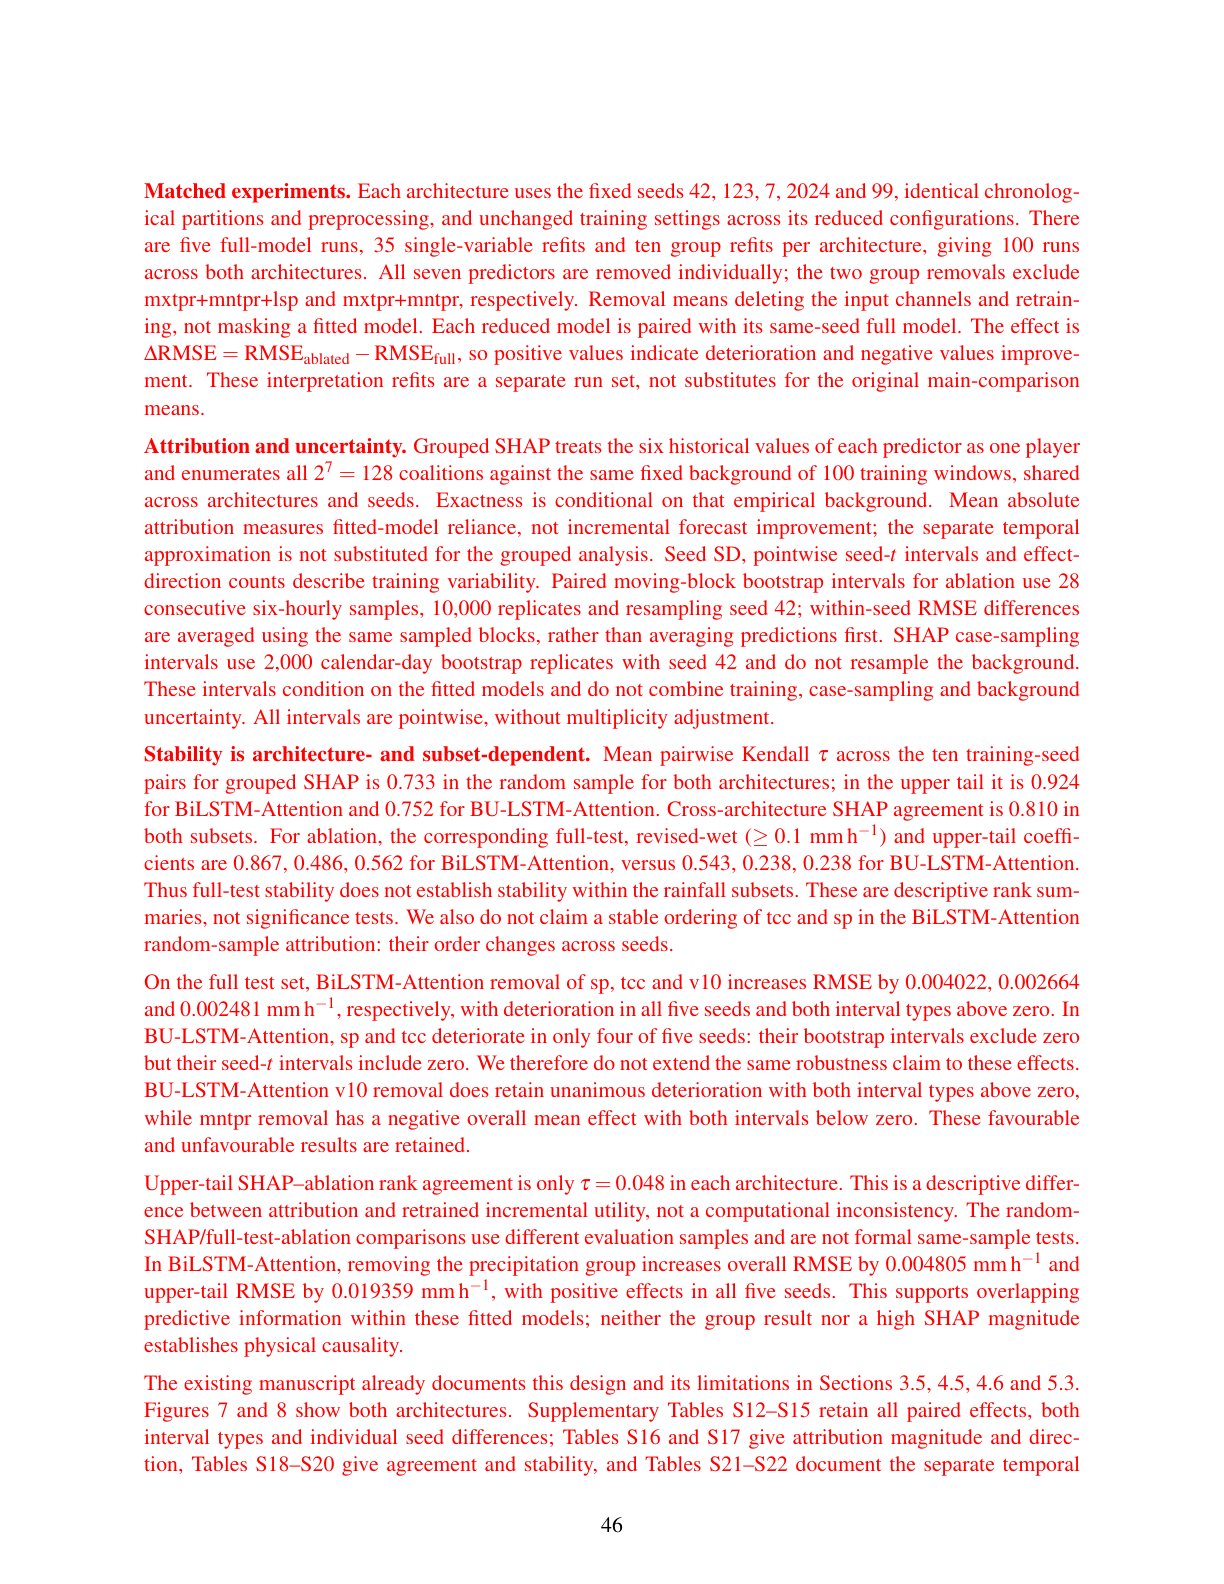 Matched experiments. Each architecture uses the fixed seeds 42, 123, 7, 2024 and 99, identical chronolog-
ical partitions and preprocessing, and unchanged training settings across its reduced configurations. There
are five full-model runs, 35 single-variable refits and ten group refits per architecture, giving 100 runs
across both architectures. All seven predictors are removed individually; the two group removals exclude
mxtpr+mntpr+lsp and mxtpr+mntpr, respectively. Removal means deleting the input channels and retrain-
ing, not masking a fitted model. Each reduced model is paired with its same-seed full model. The effect is
ΔRMSE = RMSE_ablated − RMSE_full, so positive values indicate deterioration and negative values improve-
ment. These interpretation refits are a separate run set, not substitutes for the original main-comparison
means.
Attribution and uncertainty. Grouped SHAP treats the six historical values of each predictor as one player
and enumerates all 2^7 = 128 coalitions against the same fixed background of 100 training windows, shared
across architectures and seeds. Exactness is conditional on that empirical background. Mean absolute
attribution measures fitted-model reliance, not incremental forecast improvement; the separate temporal
approximation is not substituted for the grouped analysis. Seed SD, pointwise seed-t intervals and effect-
direction counts describe training variability. Paired moving-block bootstrap intervals for ablation use 28
consecutive six-hourly samples, 10,000 replicates and resampling seed 42; within-seed RMSE differences
are averaged using the same sampled blocks, rather than averaging predictions first. SHAP case-sampling
intervals use 2,000 calendar-day bootstrap replicates with seed 42 and do not resample the background.
These intervals condition on the fitted models and do not combine training, case-sampling and background
uncertainty. All intervals are pointwise, without multiplicity adjustment.
Stability is architecture- and subset-dependent. Mean pairwise Kendall τ across the ten training-seed
pairs for grouped SHAP is 0.733 in the random sample for both architectures; in the upper tail it is 0.924
for BiLSTM-Attention and 0.752 for BU-LSTM-Attention. Cross-architecture SHAP agreement is 0.810 in
both subsets. For ablation, the corresponding full-test, revised-wet (≥ 0.1 mm h⁻¹) and upper-tail coeffi-
cients are 0.867, 0.486, 0.562 for BiLSTM-Attention, versus 0.543, 0.238, 0.238 for BU-LSTM-Attention.
Thus full-test stability does not establish stability within the rainfall subsets. These are descriptive rank sum-
maries, not significance tests. We also do not claim a stable ordering of tcc and sp in the BiLSTM-Attention
random-sample attribution: their order changes across seeds.
On the full test set, BiLSTM-Attention removal of sp, tcc and v10 increases RMSE by 0.004022, 0.002664
and 0.002481 mm h⁻¹, respectively, with deterioration in all five seeds and both interval types above zero. In
BU-LSTM-Attention, sp and tcc deteriorate in only four of five seeds: their bootstrap intervals exclude zero
but their seed-t intervals include zero. We therefore do not extend the same robustness claim to these effects.
BU-LSTM-Attention v10 removal does retain unanimous deterioration with both interval types above zero,
while mntpr removal has a negative overall mean effect with both intervals below zero. These favourable
and unfavourable results are retained.
Upper-tail SHAP–ablation rank agreement is only τ = 0.048 in each architecture. This is a descriptive differ-
ence between attribution and retrained incremental utility, not a computational inconsistency. The random-
SHAP/full-test-ablation comparisons use different evaluation samples and are not formal same-sample tests.
In BiLSTM-Attention, removing the precipitation group increases overall RMSE by 0.004805 mm h⁻¹ and
upper-tail RMSE by 0.019359 mm h⁻¹, with positive effects in all five seeds. This supports overlapping
predictive information within these fitted models; neither the group result nor a high SHAP magnitude
establishes physical causality.
The existing manuscript already documents this design and its limitations in Sections 3.5, 4.5, 4.6 and 5.3.
Figures 7 and 8 show both architectures. Supplementary Tables S12–S15 retain all paired effects, both
interval types and individual seed differences; Tables S16 and S17 give attribution magnitude and direc-
tion, Tables S18–S20 give agreement and stability, and Tables S21–S22 document the separate temporal
46